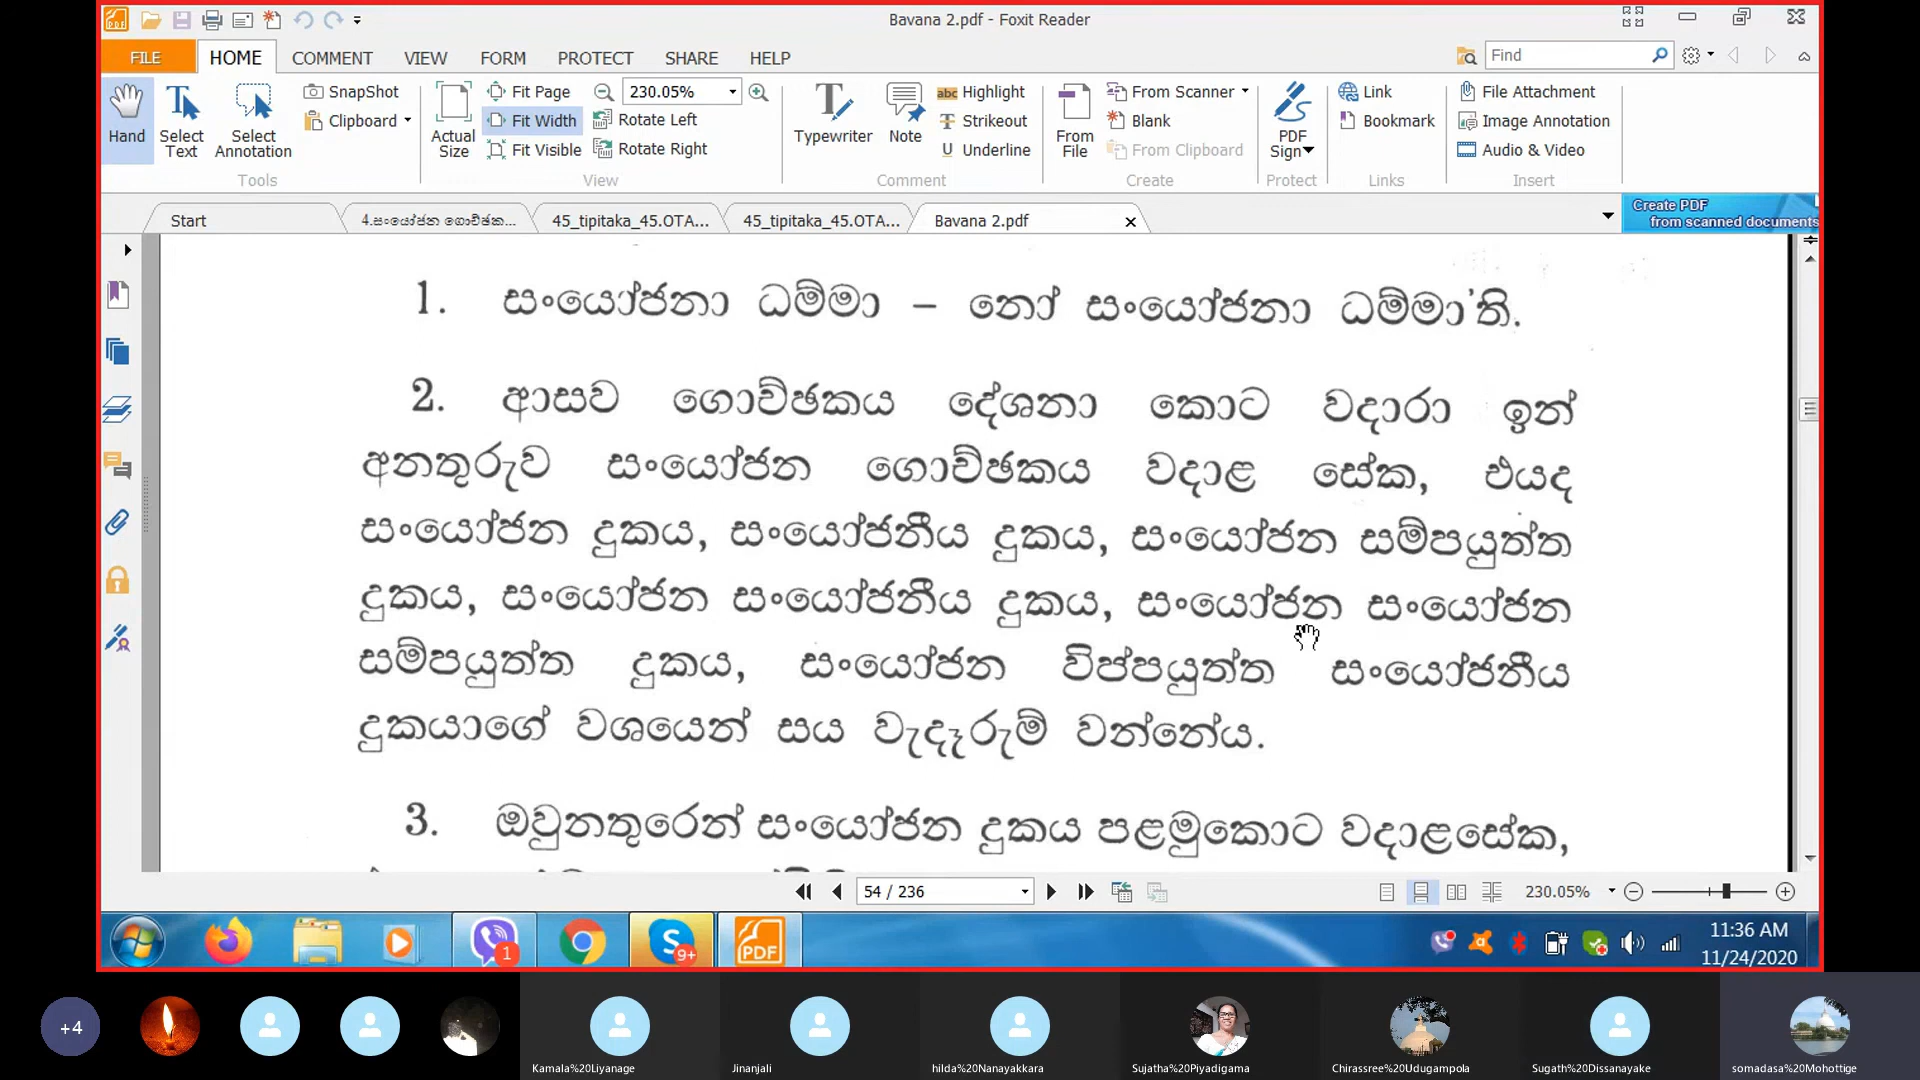 Bavana 2.pdf - Foxit Reader
FILE HOME COMMENT VIEW FORM PROTECT SHARE HELP Find
Hand
Select Text
Select Annotation
SnapShot
Clipboard
Tools
Actual Size
Fit Page
Fit Width
Fit Visible
230.05%
Rotate Left
Rotate Right
View
Typewriter
Note
Highlight
Strikeout
Underline
Comment
From File
From Scanner
Blank
From Clipboard
Create
PDF Sign
Protect
Link
Bookmark
Links
File Attachment
Image Annotation
Audio & Video
Insert
Start 4.සංයෝජන ගොච්ඡක... 45_tipitaka_45.OTA... 45_tipitaka_45.OTA... Bavana 2.pdf
Create PDF
from scanned documents
1. සංයෝජනා ධම්මා – නෝ සංයෝජනා ධම්මා'ති.
2. ආසව ගොච්ඡකය දේශනා කොට වදාරා ඉන්
අනතුරුව සංයෝජන ගොච්ඡකය වදාළ සේක, එයද
සංයෝජන දුකය, සංයෝජනීය දුකය, සංයෝජන සම්පයුත්ත
දුකය, සංයෝජන සංයෝජනීය දුකය, සංයෝජන සංයෝජන
සම්පයුත්ත දුකය, සංයෝජන විප්පයුත්ත සංයෝජනීය
දුකයාගේ වශයෙන් සය වැදෑරුම් වන්නේය.
3. ඔවුනතුරෙන් සංයෝජන දුකය පළමුකොට වදාළසේක,
54 / 236
230.05%
1
9+
PDF
11:36 AM
11/24/2020
+4
Kamala%20Liyanage
Jinanjali
hilda%20Nanayakkara
Sujatha%20Piyadigama
Chirassree%20Udugampola
Sugath%20Dissanayake
somadasa%20Mohottige